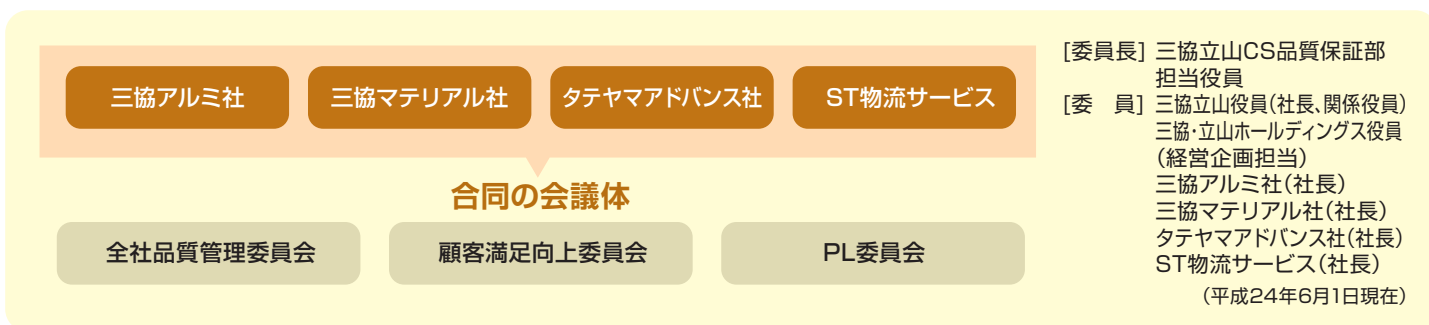 三協アルミ社
三協マテリアル社
タテヤマアドバンス社
ST物流サービス
合同の会議体
全社品質管理委員会
顧客満足向上委員会
PL委員会
[委員長] 三協立山CS品質保証部
担当役員
[委　員] 三協立山役員(社長、関係役員)
三協・立山ホールディングス役員
(経営企画担当)
三協アルミ社(社長)
三協マテリアル社(社長)
タテヤマアドバンス社(社長)
ST物流サービス(社長)
(平成24年6月1日現在)